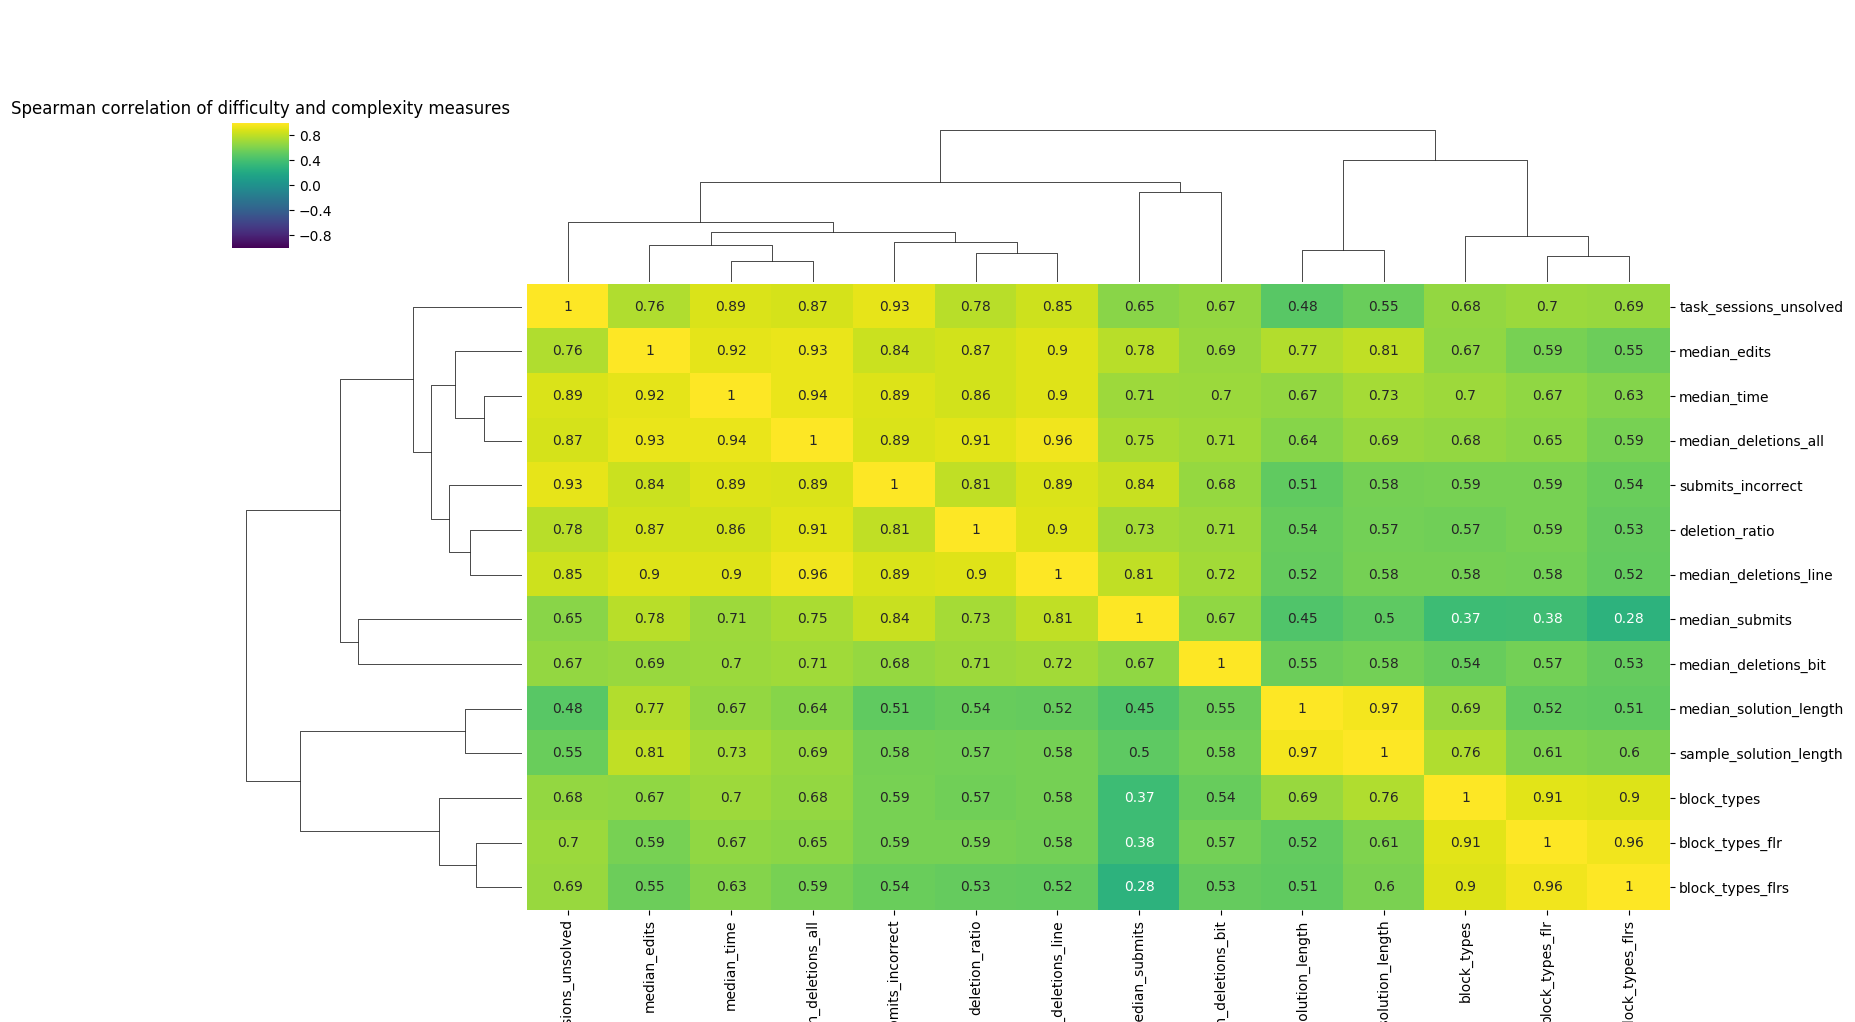 Spearman correlation of difficulty and complexity measures
0.8
0.4
0.0
−0.4
−0.8
1 0.76 0.89 0.87 0.93 0.78 0.85 0.65 0.67 0.48 0.55 0.68 0.7 0.69 task_sessions_unsolved
0.76 1 0.92 0.93 0.84 0.87 0.9 0.78 0.69 0.77 0.81 0.67 0.59 0.55 median_edits
0.89 0.92 1 0.94 0.89 0.86 0.9 0.71 0.7 0.67 0.73 0.7 0.67 0.63 median_time
0.87 0.93 0.94 1 0.89 0.91 0.96 0.75 0.71 0.64 0.69 0.68 0.65 0.59 median_deletions_all
0.93 0.84 0.89 0.89 1 0.81 0.89 0.84 0.68 0.51 0.58 0.59 0.59 0.54 submits_incorrect
0.78 0.87 0.86 0.91 0.81 1 0.9 0.73 0.71 0.54 0.57 0.57 0.59 0.53 deletion_ratio
0.85 0.9 0.9 0.96 0.89 0.9 1 0.81 0.72 0.52 0.58 0.58 0.58 0.52 median_deletions_line
0.65 0.78 0.71 0.75 0.84 0.73 0.81 1 0.67 0.45 0.5 0.37 0.38 0.28 median_submits
0.67 0.69 0.7 0.71 0.68 0.71 0.72 0.67 1 0.55 0.58 0.54 0.57 0.53 median_deletions_bit
0.48 0.77 0.67 0.64 0.51 0.54 0.52 0.45 0.55 1 0.97 0.69 0.52 0.51 median_solution_length
0.55 0.81 0.73 0.69 0.58 0.57 0.58 0.5 0.58 0.97 1 0.76 0.61 0.6 sample_solution_length
0.68 0.67 0.7 0.68 0.59 0.57 0.58 0.37 0.54 0.69 0.76 1 0.91 0.9 block_types
0.7 0.59 0.67 0.65 0.59 0.59 0.58 0.38 0.57 0.52 0.61 0.91 1 0.96 block_types_flr
0.69 0.55 0.63 0.59 0.54 0.53 0.52 0.28 0.53 0.51 0.6 0.9 0.96 1 block_types_flrs
sions_unsolved
median_edits
median_time
n_deletions_all
omits_incorrect
deletion_ratio
_deletions_line
edian_submits
n_deletions_bit
olution_length
solution_length
block_types
block_types_flr
lock_types_flrs